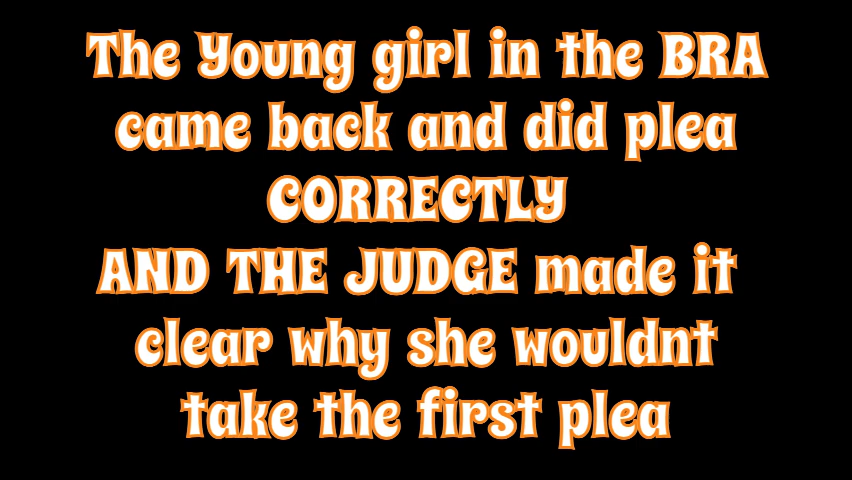 The Young girl in the BRA
came back and did plea
CORRECTLY
AND THE JUDGE made it
clear why she wouldnt
take the first plea